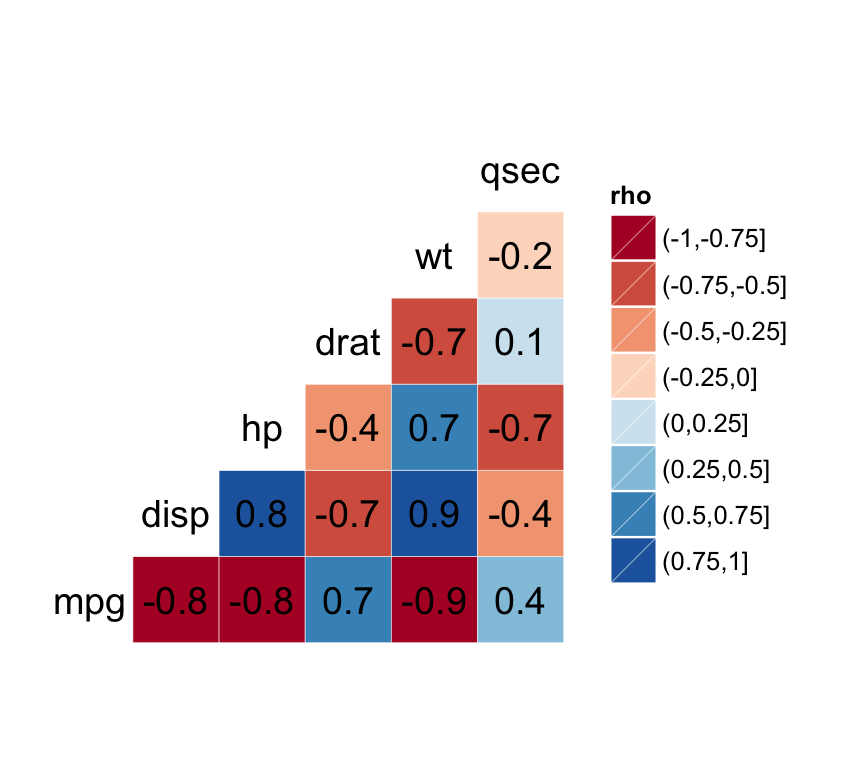 qsec
wt -0.2
drat -0.7 0.1
hp -0.4 0.7 -0.7
disp 0.8 -0.7 0.9 -0.4
mpg -0.8 -0.8 0.7 -0.9 0.4
rho
(-1,-0.75]
(-0.75,-0.5]
(-0.5,-0.25]
(-0.25,0]
(0,0.25]
(0.25,0.5]
(0.5,0.75]
(0.75,1]